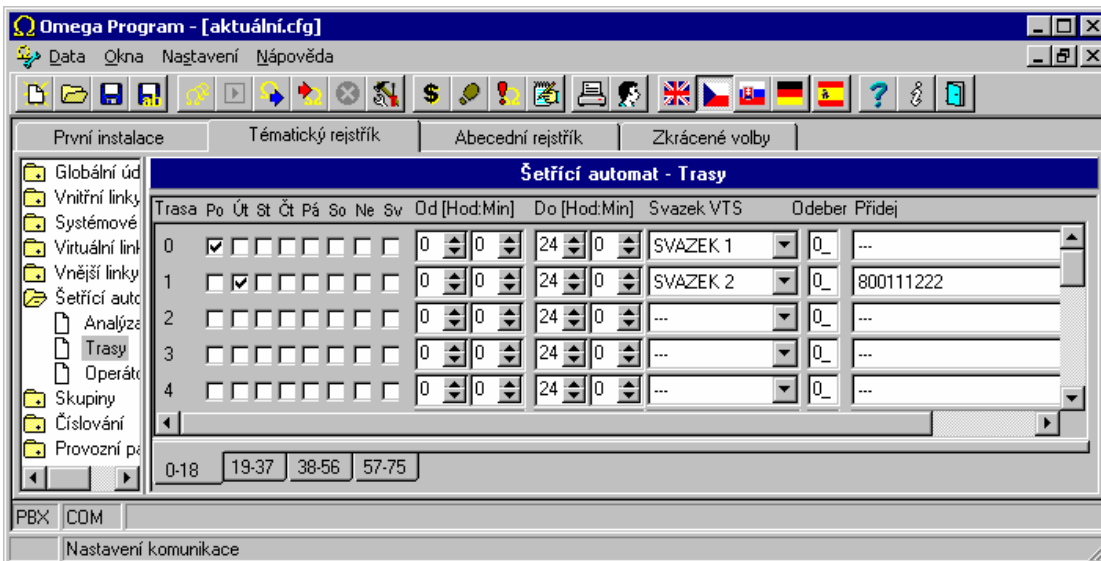 Omega Program - [aktuální.cfg]
Data Okna Nastavení Nápověda
První instalace Tématický rejstřík Abecední rejstřík Zkrácené volby
Globální úd
Vnitřní linky
Systémové
Virtuální link
Vnější linky
Šetřící auto
Analýza
Trasy
Operáto
Skupiny
Číslování
Provozní pa
Šetřící automat - Trasy
Trasa Po Út St Čt Pá So Ne Sv Od [Hod:Min] Do [Hod:Min] Svazek VTS Odeber Přidej
0 0 0 24 0 SVAZEK 1 0_ ---
1 0 0 24 0 SVAZEK 2 0_ 800111222
2 0 0 24 0 --- 0_ ---
3 0 0 24 0 --- 0_ ---
4 0 0 24 0 --- 0_ ---
0-18 19-37 38-56 57-75
PBX COM
Nastavení komunikace